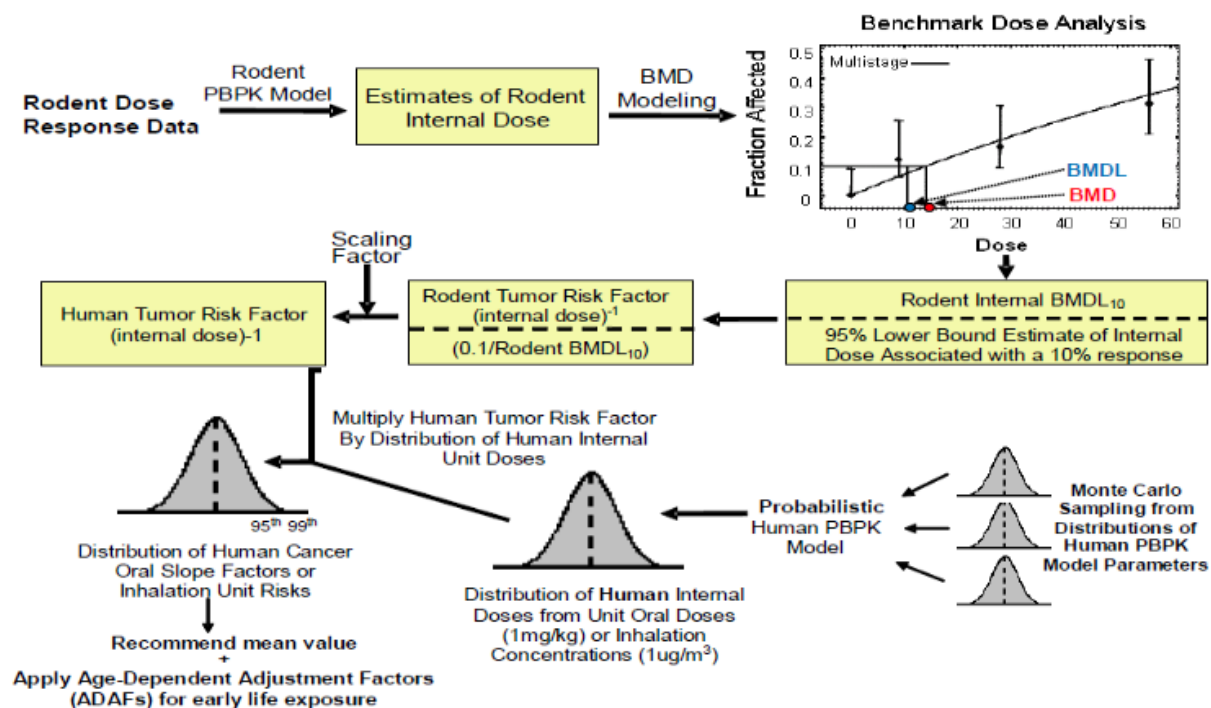 Benchmark Dose Analysis
Rodent Dose
Response Data
Rodent
PBPK Model
Estimates of Rodent
Internal Dose
BMD
Modeling
Fraction Affected
0.5
0.4
0.3
0.2
0.1
0
Multistage
BMDL
BMD
0 10 20 30 40 50 60
Dose
Scaling
Factor
Human Tumor Risk Factor
(internal dose)-1
Rodent Tumor Risk Factor
(internal dose)-1
(0.1/Rodent BMDL10)
Rodent Internal BMDL10
95% Lower Bound Estimate of Internal
Dose Associated with a 10% response
Multiply Human Tumor Risk Factor
By Distribution of Human Internal
Unit Doses
95th 99th
Distribution of Human Cancer
Oral Slope Factors or
Inhalation Unit Risks
Recommend mean value
+
Apply Age-Dependent Adjustment Factors
(ADAFs) for early life exposure
Distribution of Human Internal
Doses from Unit Oral Doses
(1mg/kg) or Inhalation
Concentrations (1ug/m3)
Probabilistic
Human PBPK
Model
Monte Carlo
Sampling from
Distributions of
Human PBPK
Model Parameters